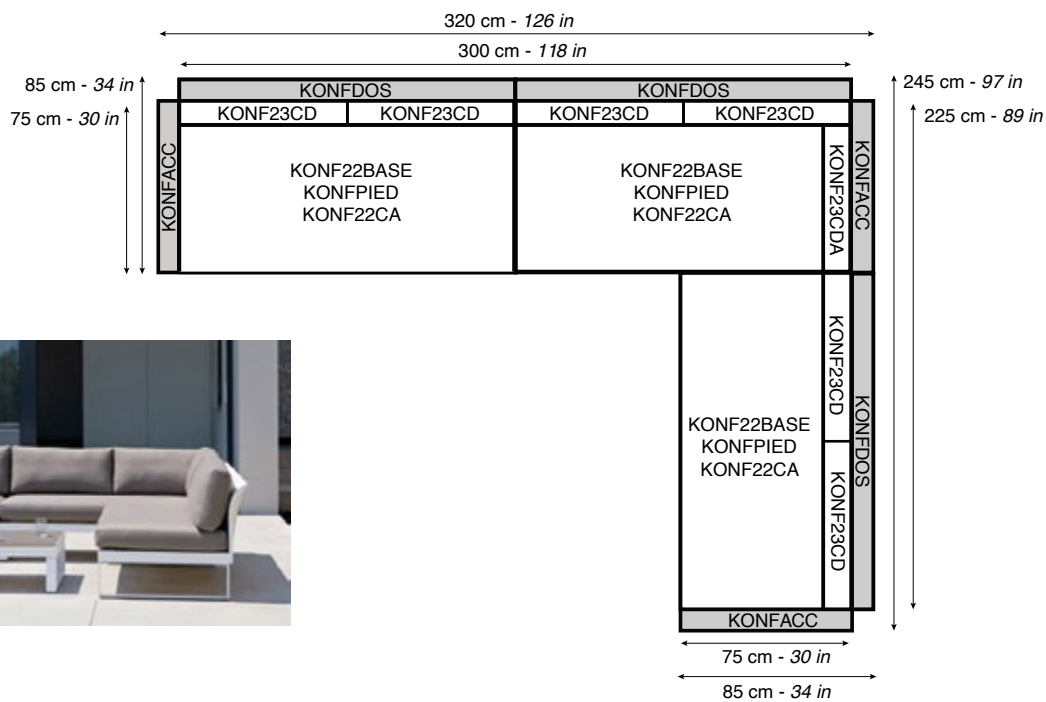 320 cm - 126 in
300 cm - 118 in
85 cm - 34 in
75 cm - 30 in
245 cm - 97 in
225 cm - 89 in
KONFDOS
KONFDOS
KONF23CD
KONF23CD
KONF23CD
KONF23CD
KONFACC
KONF22BASE
KONFPIED
KONF22CA
KONF22BASE
KONFPIED
KONF22CA
KONF23CDA
KONFACC
KONF22BASE
KONFPIED
KONF22CA
KONF23CD
KONF23CD
KONFDOS
KONFACC
75 cm - 30 in
85 cm - 34 in